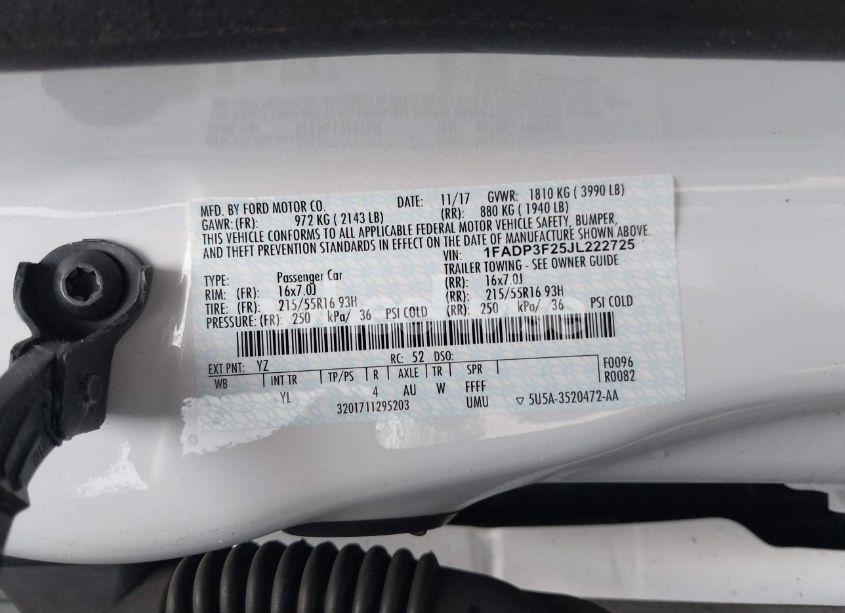 MFD. BY FORD MOTOR CO. DATE: 11/17 GVWR: 1810 KG ( 3990 LB)
GAWR: (FR): 972 KG ( 2143 LB) (RR): 880 KG ( 1940 LB)
THIS VEHICLE CONFORMS TO ALL APPLICABLE FEDERAL MOTOR VEHICLE SAFETY, BUMPER,
AND THEFT PREVENTION STANDARDS IN EFFECT ON THE DATE OF MANUFACTURE SHOWN ABOVE.
VIN: 1FADP3F25JL222725
TYPE: Passenger Car TRAILER TOWING - SEE OWNER GUIDE
RIM: (FR): 16x7.0J (RR): 16x7.0J
TIRE: (FR): 215/55R16 93H (RR): 215/55R16 93H
PRESSURE: (FR): 250 kPa/ 36 PSI COLD (RR): 250 kPa/ 36 PSI COLD
EXT PNT: YZ RC: 52 DSO: F0096
WB INT TR TP/PS R AXLE TR SPR R0082
YL 4 AU W FFFF
3201711295203 UMU ▽ 5U5A-3520472-AA